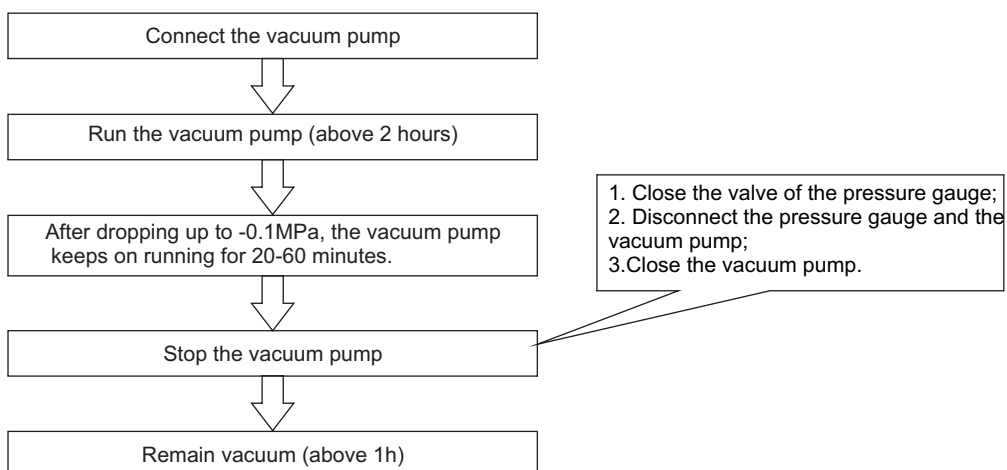 Connect the vacuum pump
Run the vacuum pump (above 2 hours)
After dropping up to -0.1MPa, the vacuum pump
keeps on running for 20-60 minutes.
Stop the vacuum pump
1. Close the valve of the pressure gauge;
2. Disconnect the pressure gauge and the
vacuum pump;
3.Close the vacuum pump.
Remain vacuum (above 1h)